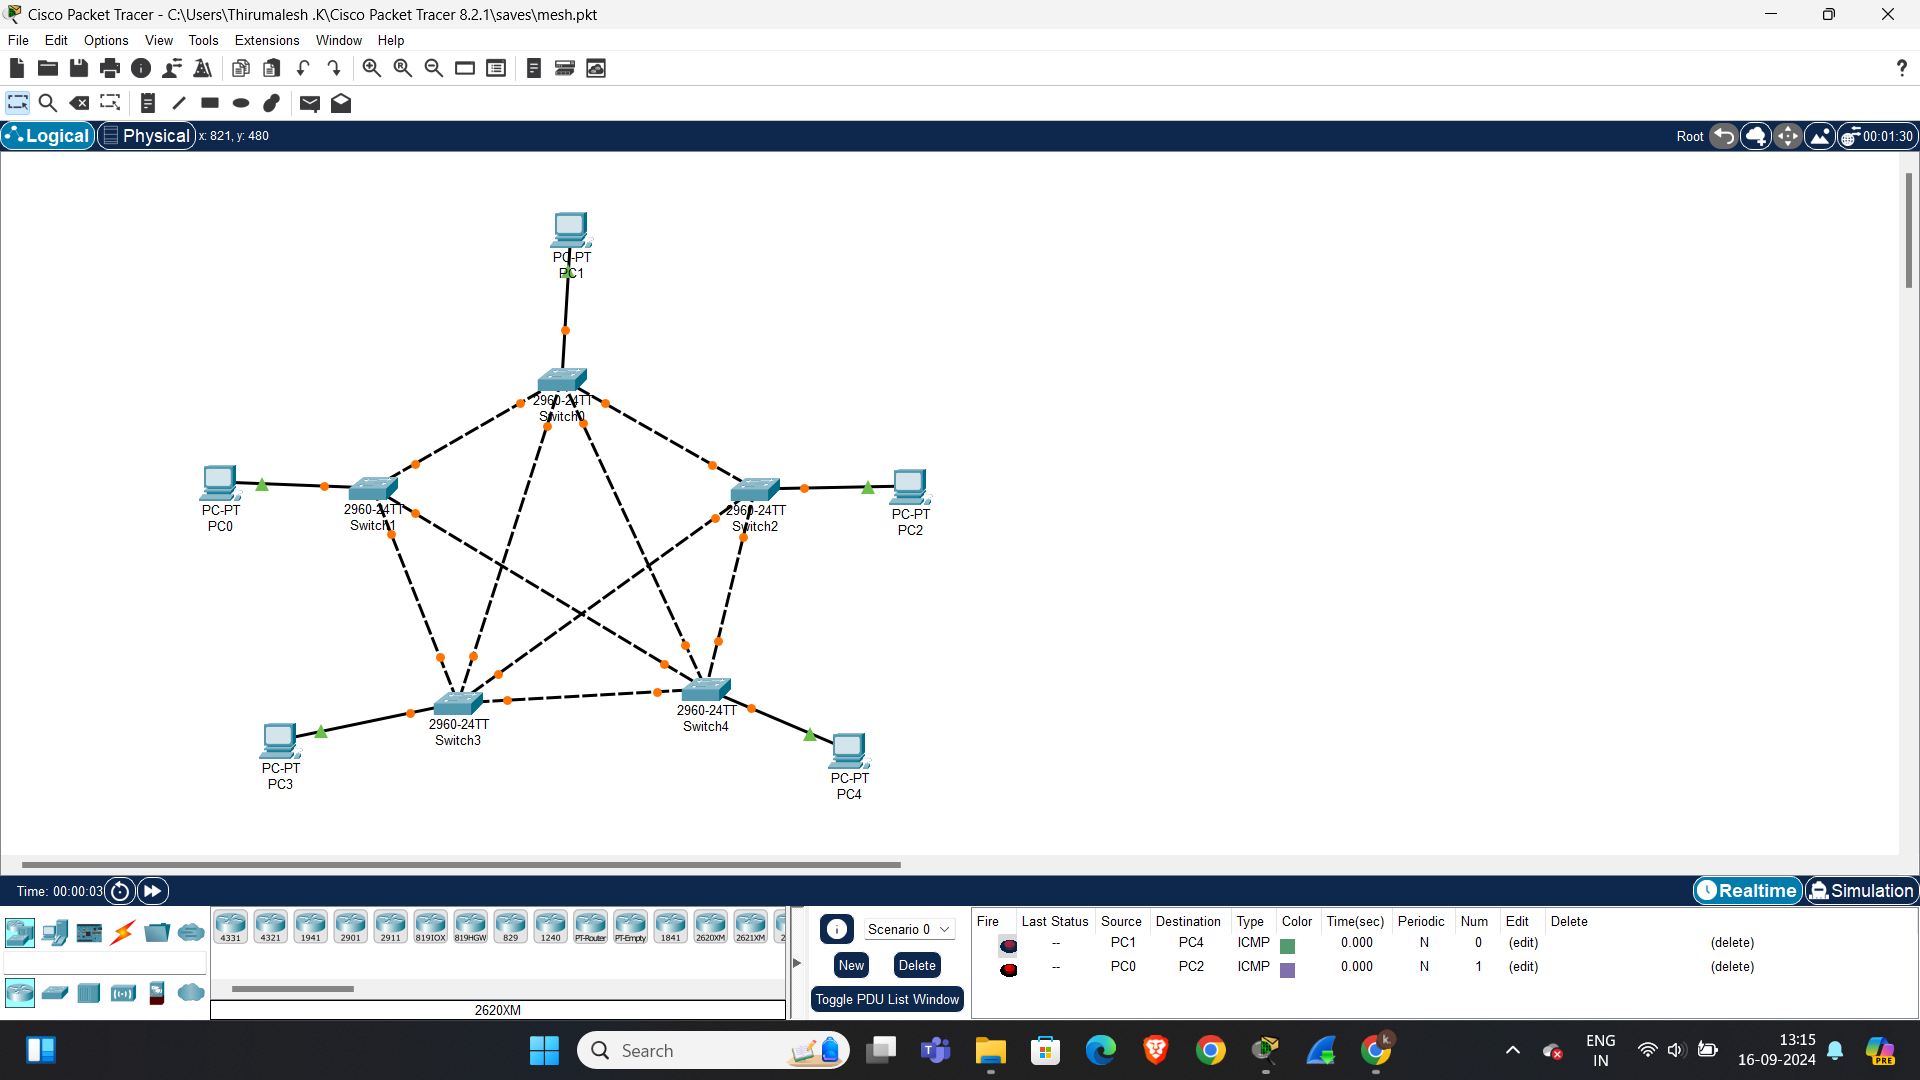 Cisco Packet Tracer - C:\Users\Thirumalesh .K\Cisco Packet Tracer 8.2.1\saves\mesh.pkt
File Edit Options View Tools Extensions Window Help
?
Logical Physical x: 821, y: 480 Root 00:01:30
PC-PT
PC1
2960-24TT
Switch0
PC-PT
PC0
2960-24TT
Switch1
2960-24TT
Switch2
PC-PT
PC2
2960-24TT
Switch3
2960-24TT
Switch4
PC-PT
PC3
PC-PT
PC4
Time: 00:00:03 Realtime Simulation
4331 4321 1941 2901 2911 819IOX 819HGW 829 1240 PT-Router PT-Empty 1841 2620XM 2621XM
2620XM
Scenario 0
New Delete
Toggle PDU List Window
Fire Last Status Source Destination Type Color Time(sec) Periodic Num Edit Delete
-- PC1 PC4 ICMP 0.000 N 0 (edit) (delete)
-- PC0 PC2 ICMP 0.000 N 1 (edit) (delete)
Search
ENG
IN
13:15
16-09-2024
PRE